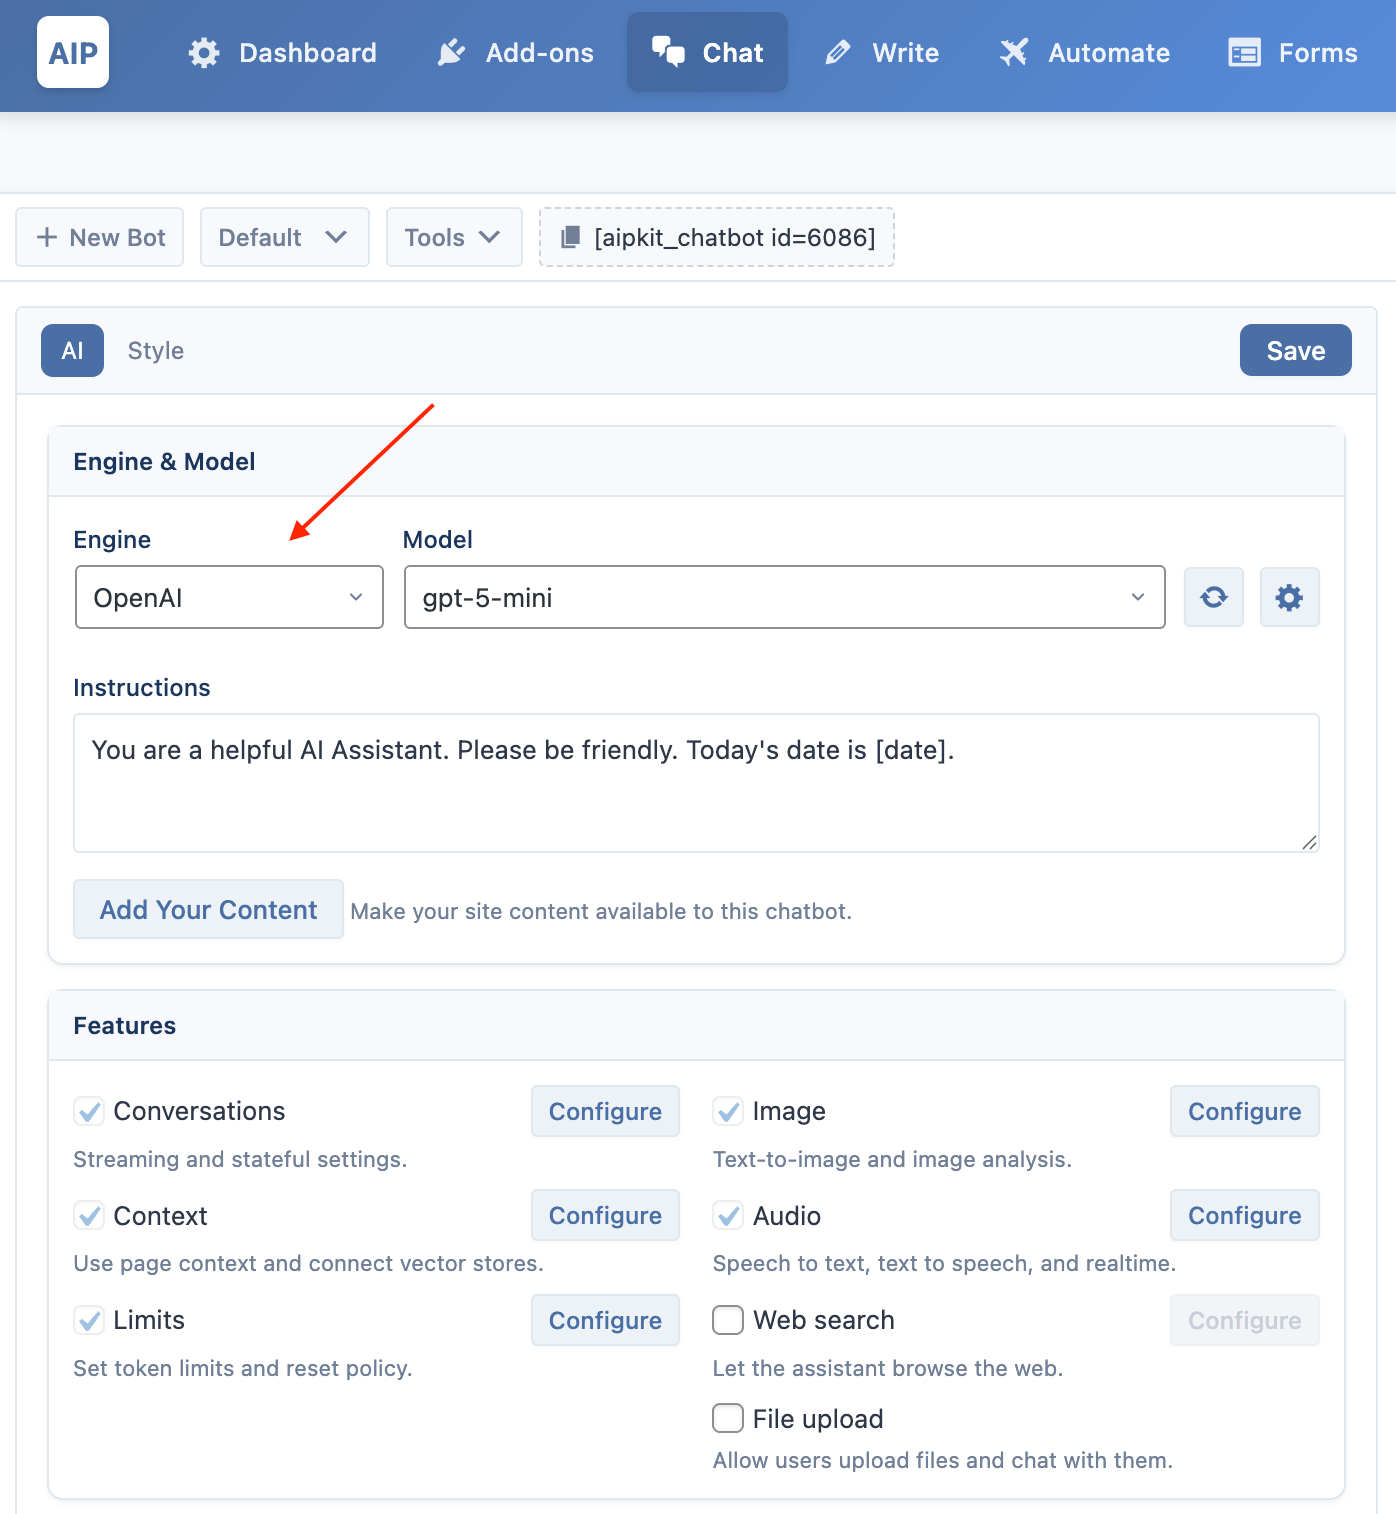 AIP Dashboard Add-ons Chat Write Automate Forms
New Bot Default Tools [aipkit_chatbot id=6086]
AI Style Save
Engine & Model
Engine Model
OpenAI gpt-5-mini
Instructions
You are a helpful AI Assistant. Please be friendly. Today's date is [date].
Add Your Content Make your site content available to this chatbot.
Features
Conversations Configure Image Configure
Streaming and stateful settings. Text-to-image and image analysis.
Context Configure Audio Configure
Use page context and connect vector stores. Speech to text, text to speech, and realtime.
Limits Configure Web search Configure
Set token limits and reset policy. Let the assistant browse the web.
File upload
Allow users upload files and chat with them.